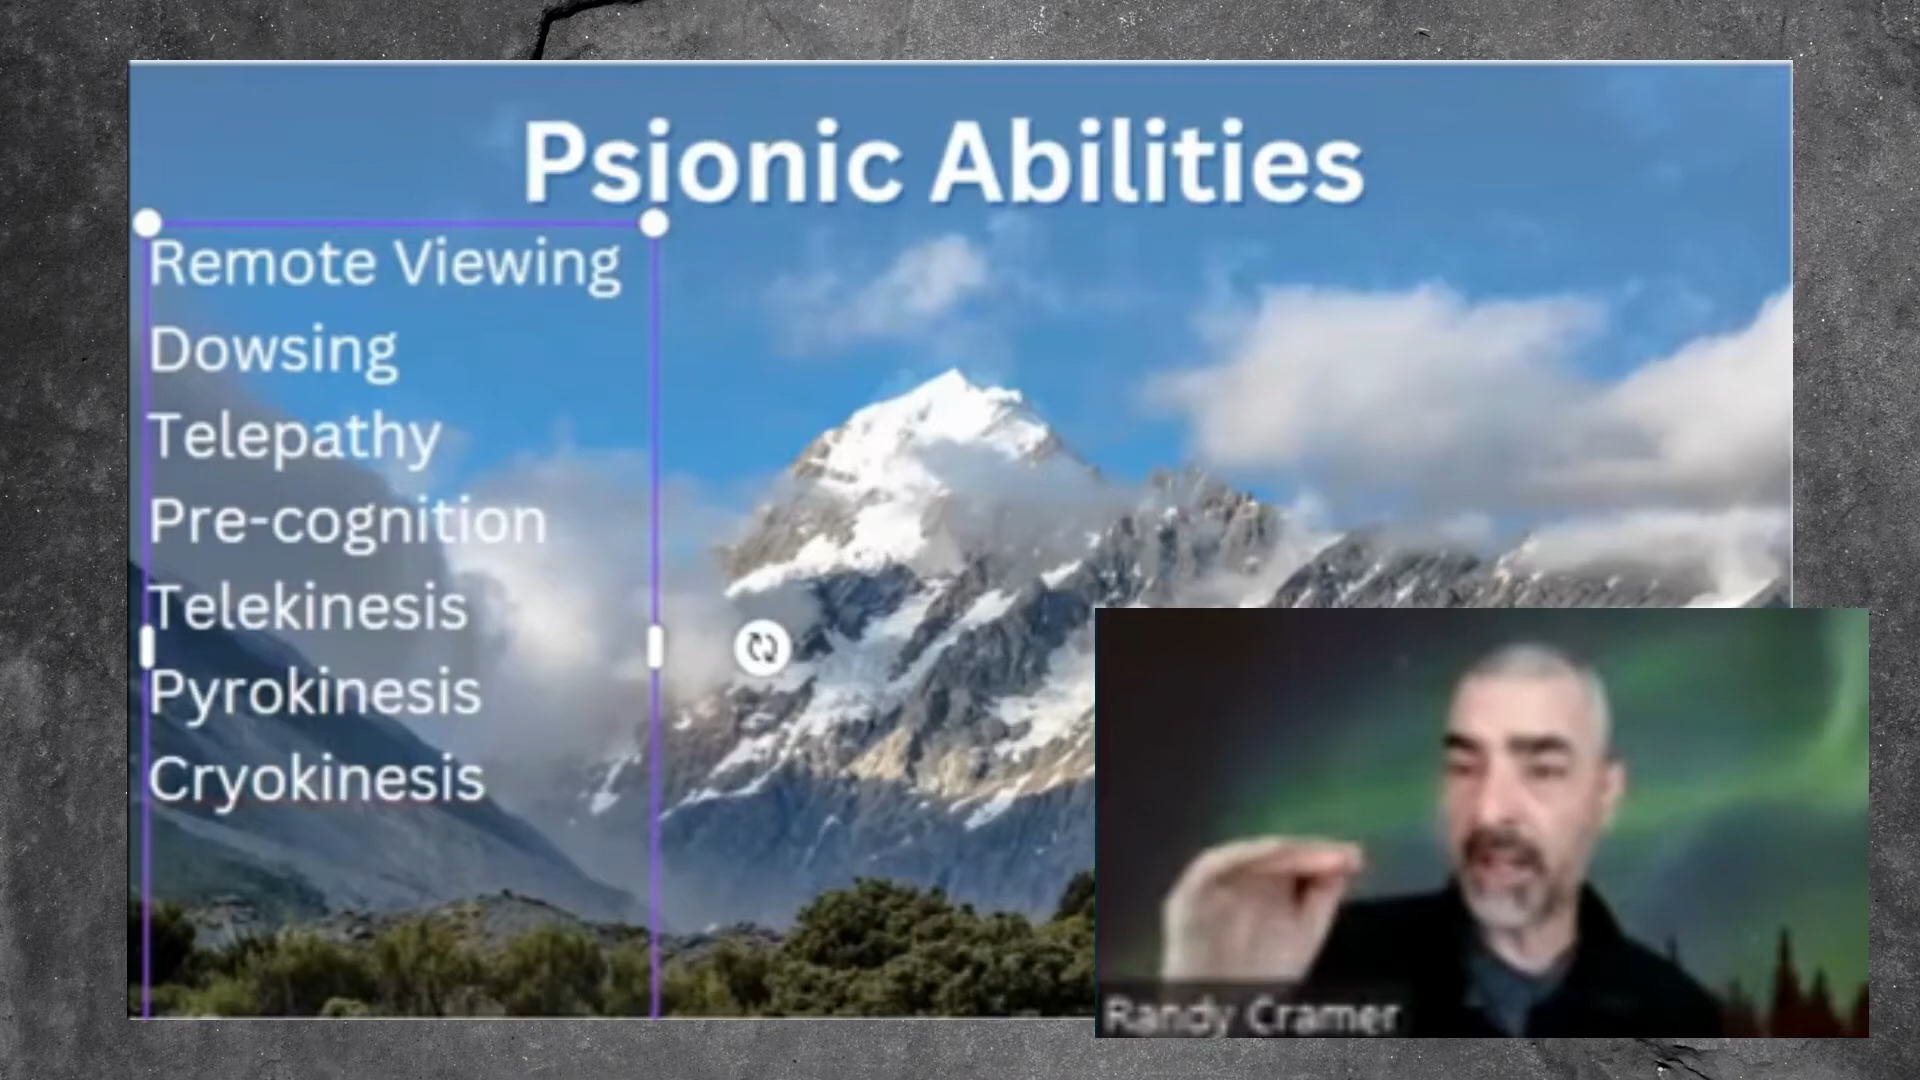 Psionic Abilities
Remote Viewing
Dowsing
Telepathy
Pre-cognition
Telekinesis
Pyrokinesis
Cryokinesis
Randy Cramer